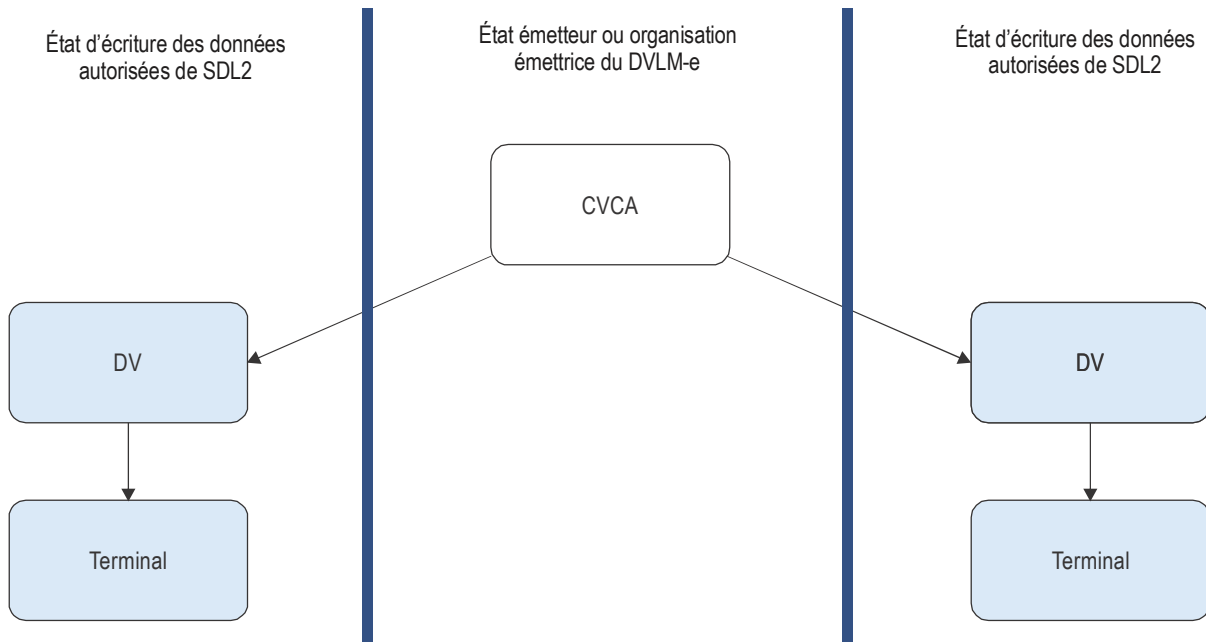 État d’écriture des données
autorisées de SDL2
État émetteur ou organisation
émettrice du DVLM-e
État d’écriture des données
autorisées de SDL2
CVCA
DV
DV
Terminal
Terminal